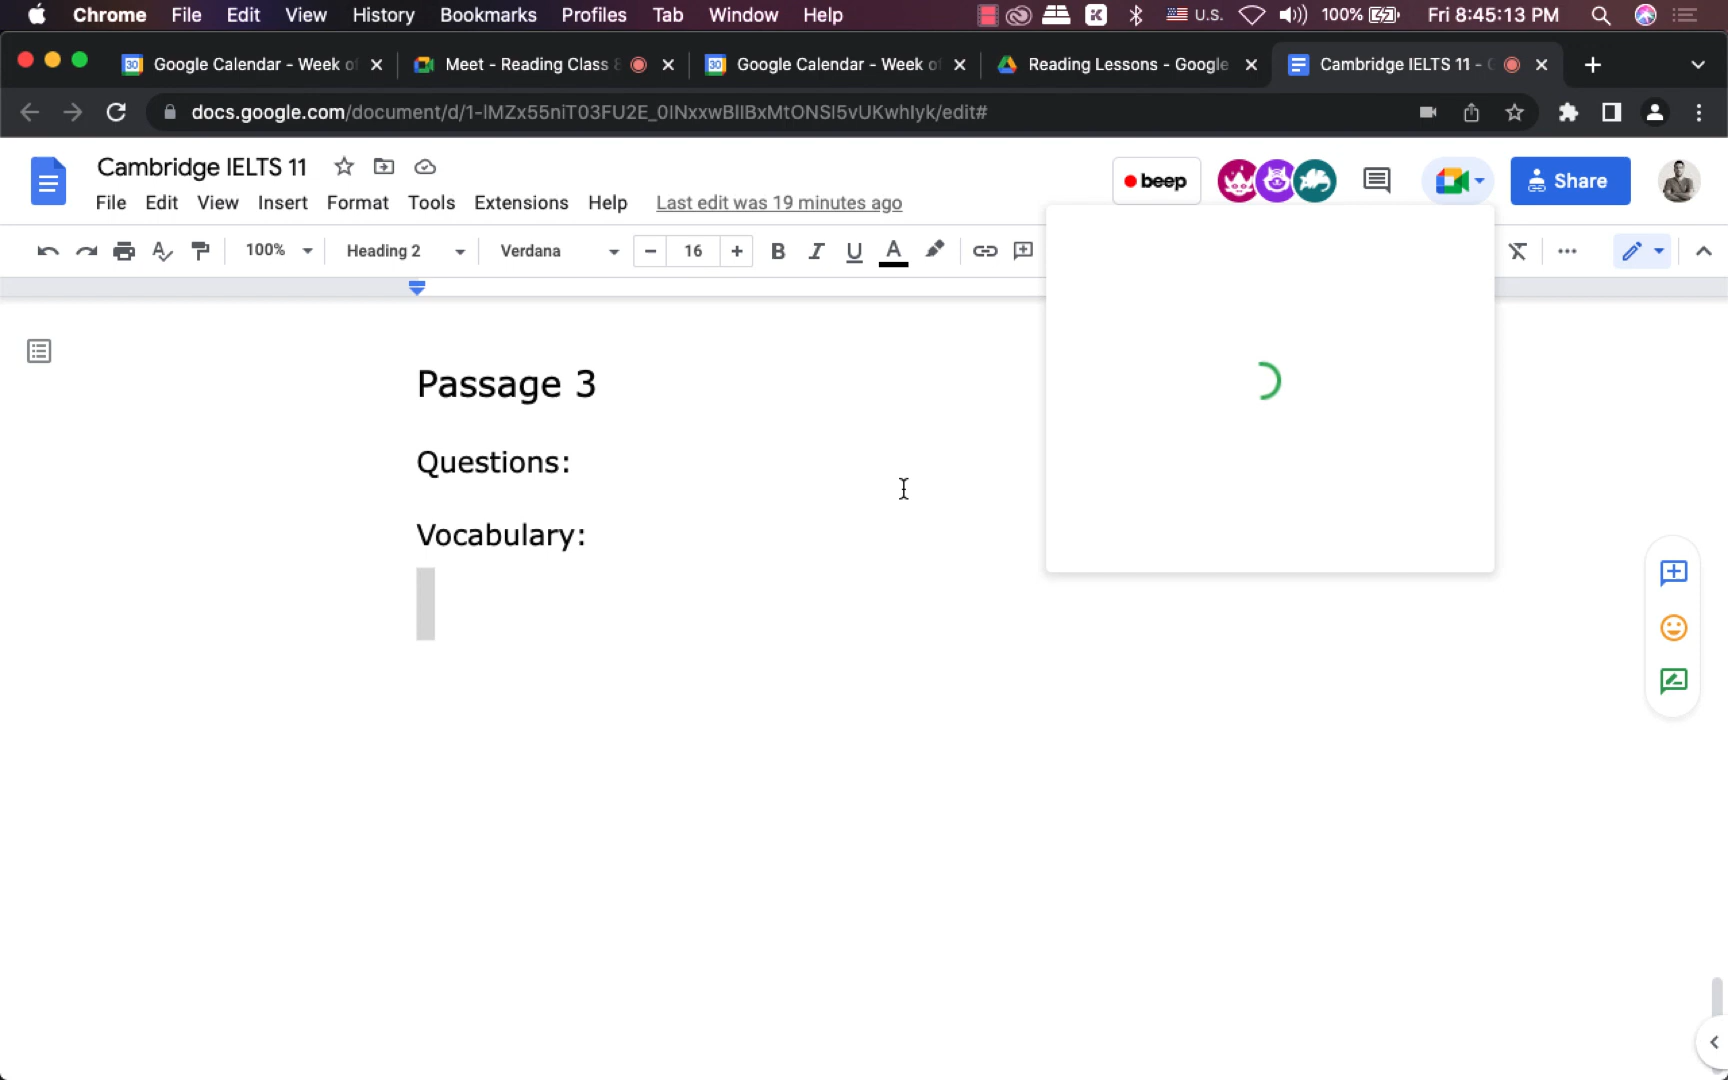 Chrome File Edit View History Bookmarks Profiles Tab Window Help U.S. 100% Fri 8:45:13 PM
Google Calendar - Week of Meet - Reading Class Google Calendar - Week of Reading Lessons - Google Cambridge IELTS 11 -
docs.google.com/document/d/1-IMZx55niT03FU2E_0INxxwBIIBxMtONSI5vUKwhIyk/edit#
Cambridge IELTS 11
beep
Share
File Edit View Insert Format Tools Extensions Help Last edit was 19 minutes ago
100% Heading 2 Verdana 16 B I U A
Passage 3
Questions:
Vocabulary: